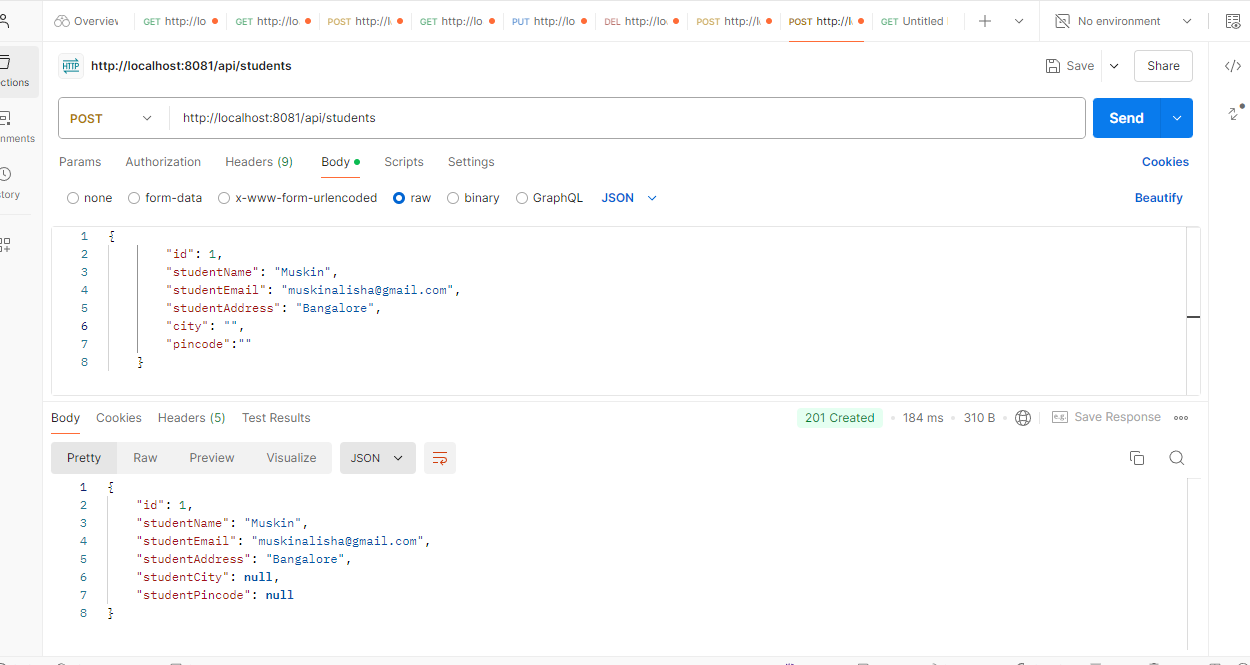 Overview GET http://lo GET http://lo POST http://l GET http://lo PUT http://lo DEL http://lo POST http://l POST http://l GET Untitled No environment
HTTP http://localhost:8081/api/students Save Share
ctions
POST http://localhost:8081/api/students Send
nments
Params Authorization Headers (9) Body Scripts Settings Cookies
tory
none form-data x-www-form-urlencoded raw binary GraphQL JSON Beautify
1 {
2 "id": 1,
3 "studentName": "Muskin",
4 "studentEmail": "muskinalisha@gmail.com",
5 "studentAddress": "Bangalore",
6 "city": "",
7 "pincode":""
8 }
Body Cookies Headers (5) Test Results 201 Created 184 ms 310 B e.g. Save Response
Pretty Raw Preview Visualize JSON
1 {
2 "id": 1,
3 "studentName": "Muskin",
4 "studentEmail": "muskinalisha@gmail.com",
5 "studentAddress": "Bangalore",
6 "studentCity": null,
7 "studentPincode": null
8 }